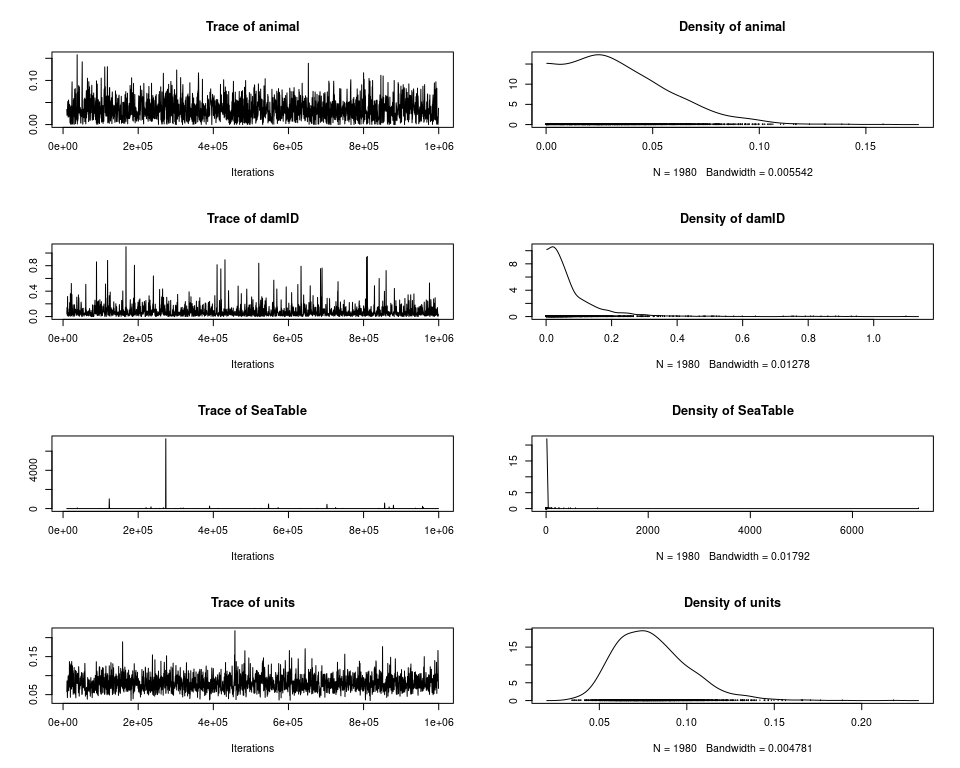 Trace of animal
0.00 0.10
0e+00 2e+05 4e+05 6e+05 8e+05 1e+06
Iterations
Density of animal
0 5 10
0.00 0.05 0.10 0.15
N = 1980 Bandwidth = 0.005542
Trace of damID
0.0 0.4 0.8
0e+00 2e+05 4e+05 6e+05 8e+05 1e+06
Iterations
Density of damID
0 4 8
0.0 0.2 0.4 0.6 0.8 1.0
N = 1980 Bandwidth = 0.01278
Trace of SeaTable
0 4000
0e+00 2e+05 4e+05 6e+05 8e+05 1e+06
Iterations
Density of SeaTable
0 5 15
0 2000 4000 6000
N = 1980 Bandwidth = 0.01792
Trace of units
0.05 0.15
0e+00 2e+05 4e+05 6e+05 8e+05 1e+06
Iterations
Density of units
0 5 15
0.05 0.10 0.15 0.20
N = 1980 Bandwidth = 0.004781